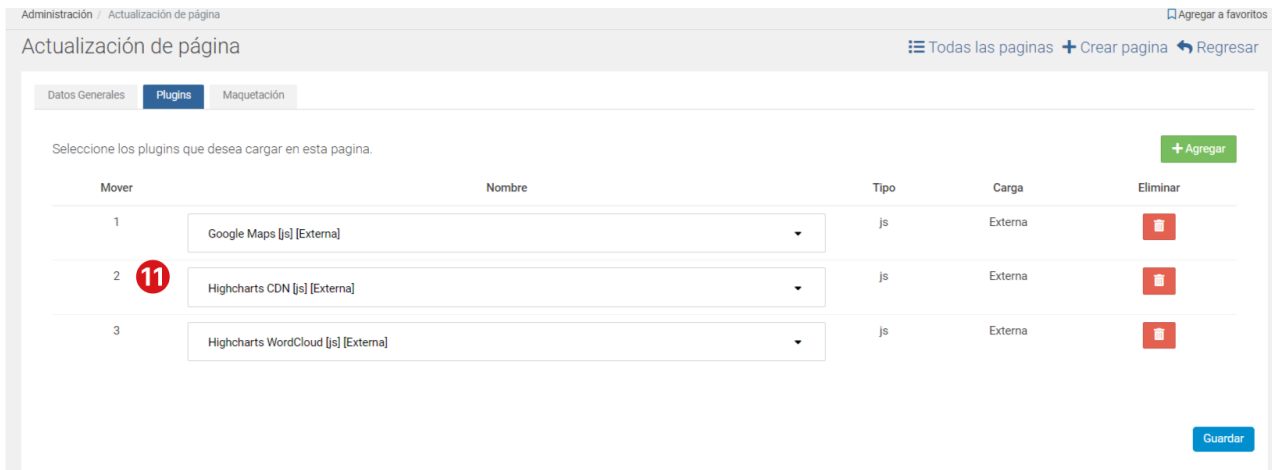 Administración / Actualización de página Agregar a favoritos
Actualización de página Todas las paginas Crear pagina Regresar
Datos Generales Plugins Maquetación
Seleccione los plugins que desea cargar en esta pagina. + Agregar
Mover Nombre Tipo Carga Eliminar
1 Google Maps [js] [Externa] js Externa
2 11 Highcharts CDN [js] [Externa] js Externa
3 Highcharts WordCloud [js] [Externa] js Externa
Guardar